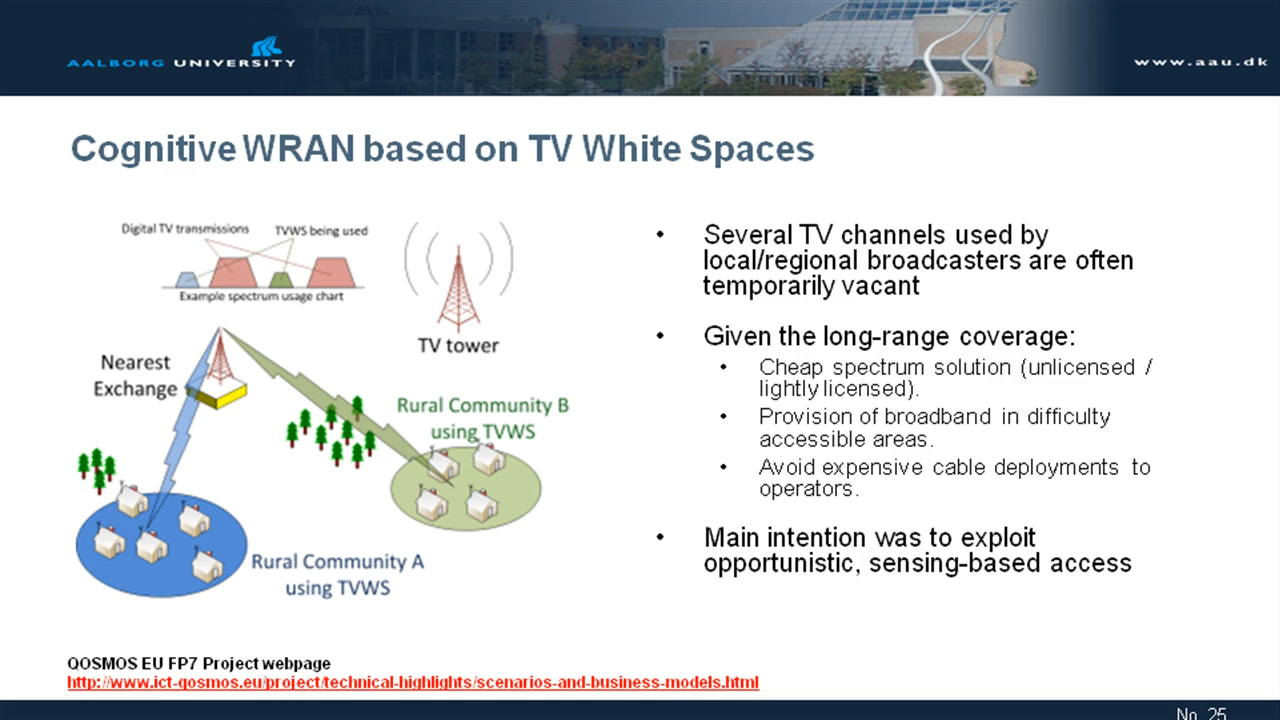 AALBORG UNIVERSITY
www.aau.dk
Cognitive WRAN based on TV White Spaces
Digital TV transmissions
TVWS being used
Example spectrum usage chart
TV tower
Nearest
Exchange
Rural Community B
using TVWS
Rural Community A
using TVWS
• Several TV channels used by
local/regional broadcasters are often
temporarily vacant
• Given the long-range coverage:
• Cheap spectrum solution (unlicensed /
lightly licensed).
• Provision of broadband in difficulty
accessible areas.
• Avoid expensive cable deployments to
operators.
• Main intention was to exploit
opportunistic, sensing-based access
QOSMOS EU FP7 Project webpage
http://www.ict-qosmos.eu/project/technical-highlights/scenarios-and-business-models.html
No. 25